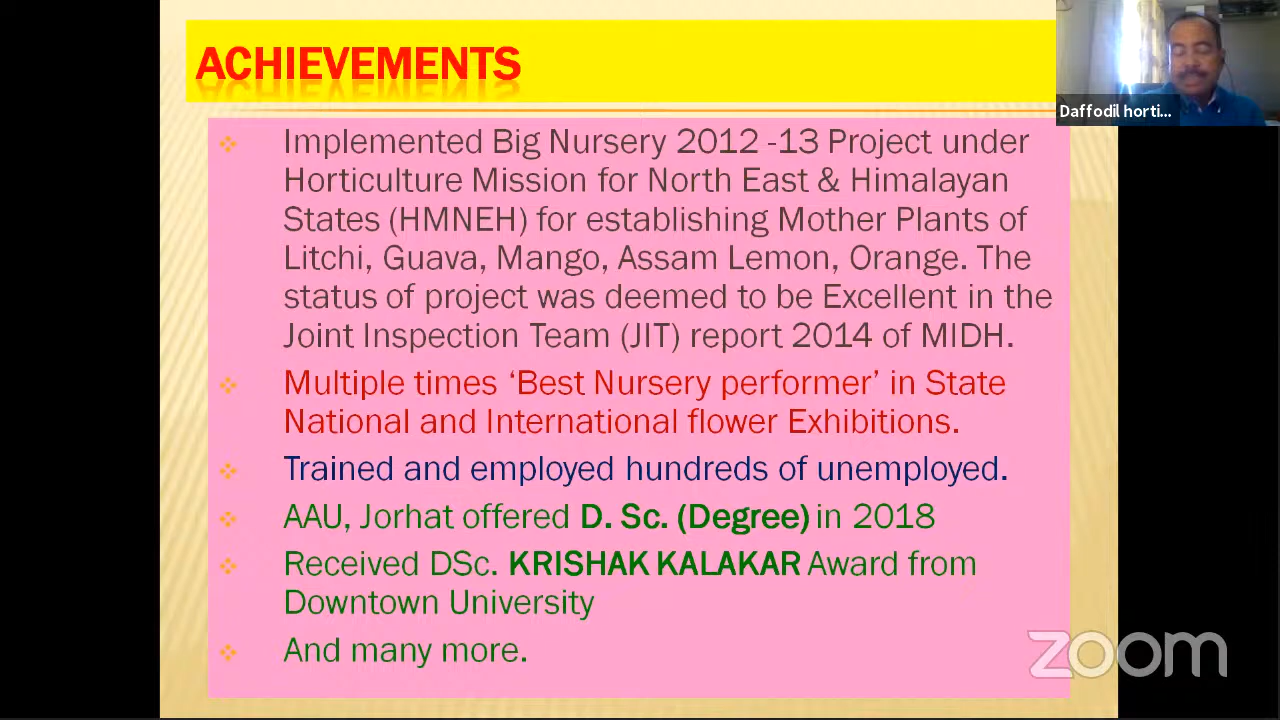 ACHIEVEMENTS
Daffodil horti...
Implemented Big Nursery 2012 -13 Project under
Horticulture Mission for North East & Himalayan
States (HMNEH) for establishing Mother Plants of
Litchi, Guava, Mango, Assam Lemon, Orange. The
status of project was deemed to be Excellent in the
Joint Inspection Team (JIT) report 2014 of MIDH.
Multiple times ‘Best Nursery performer’ in State
National and International flower Exhibitions.
Trained and employed hundreds of unemployed.
AAU, Jorhat offered D. Sc. (Degree) in 2018
Received DSc. KRISHAK KALAKAR Award from
Downtown University
And many more.
zoom